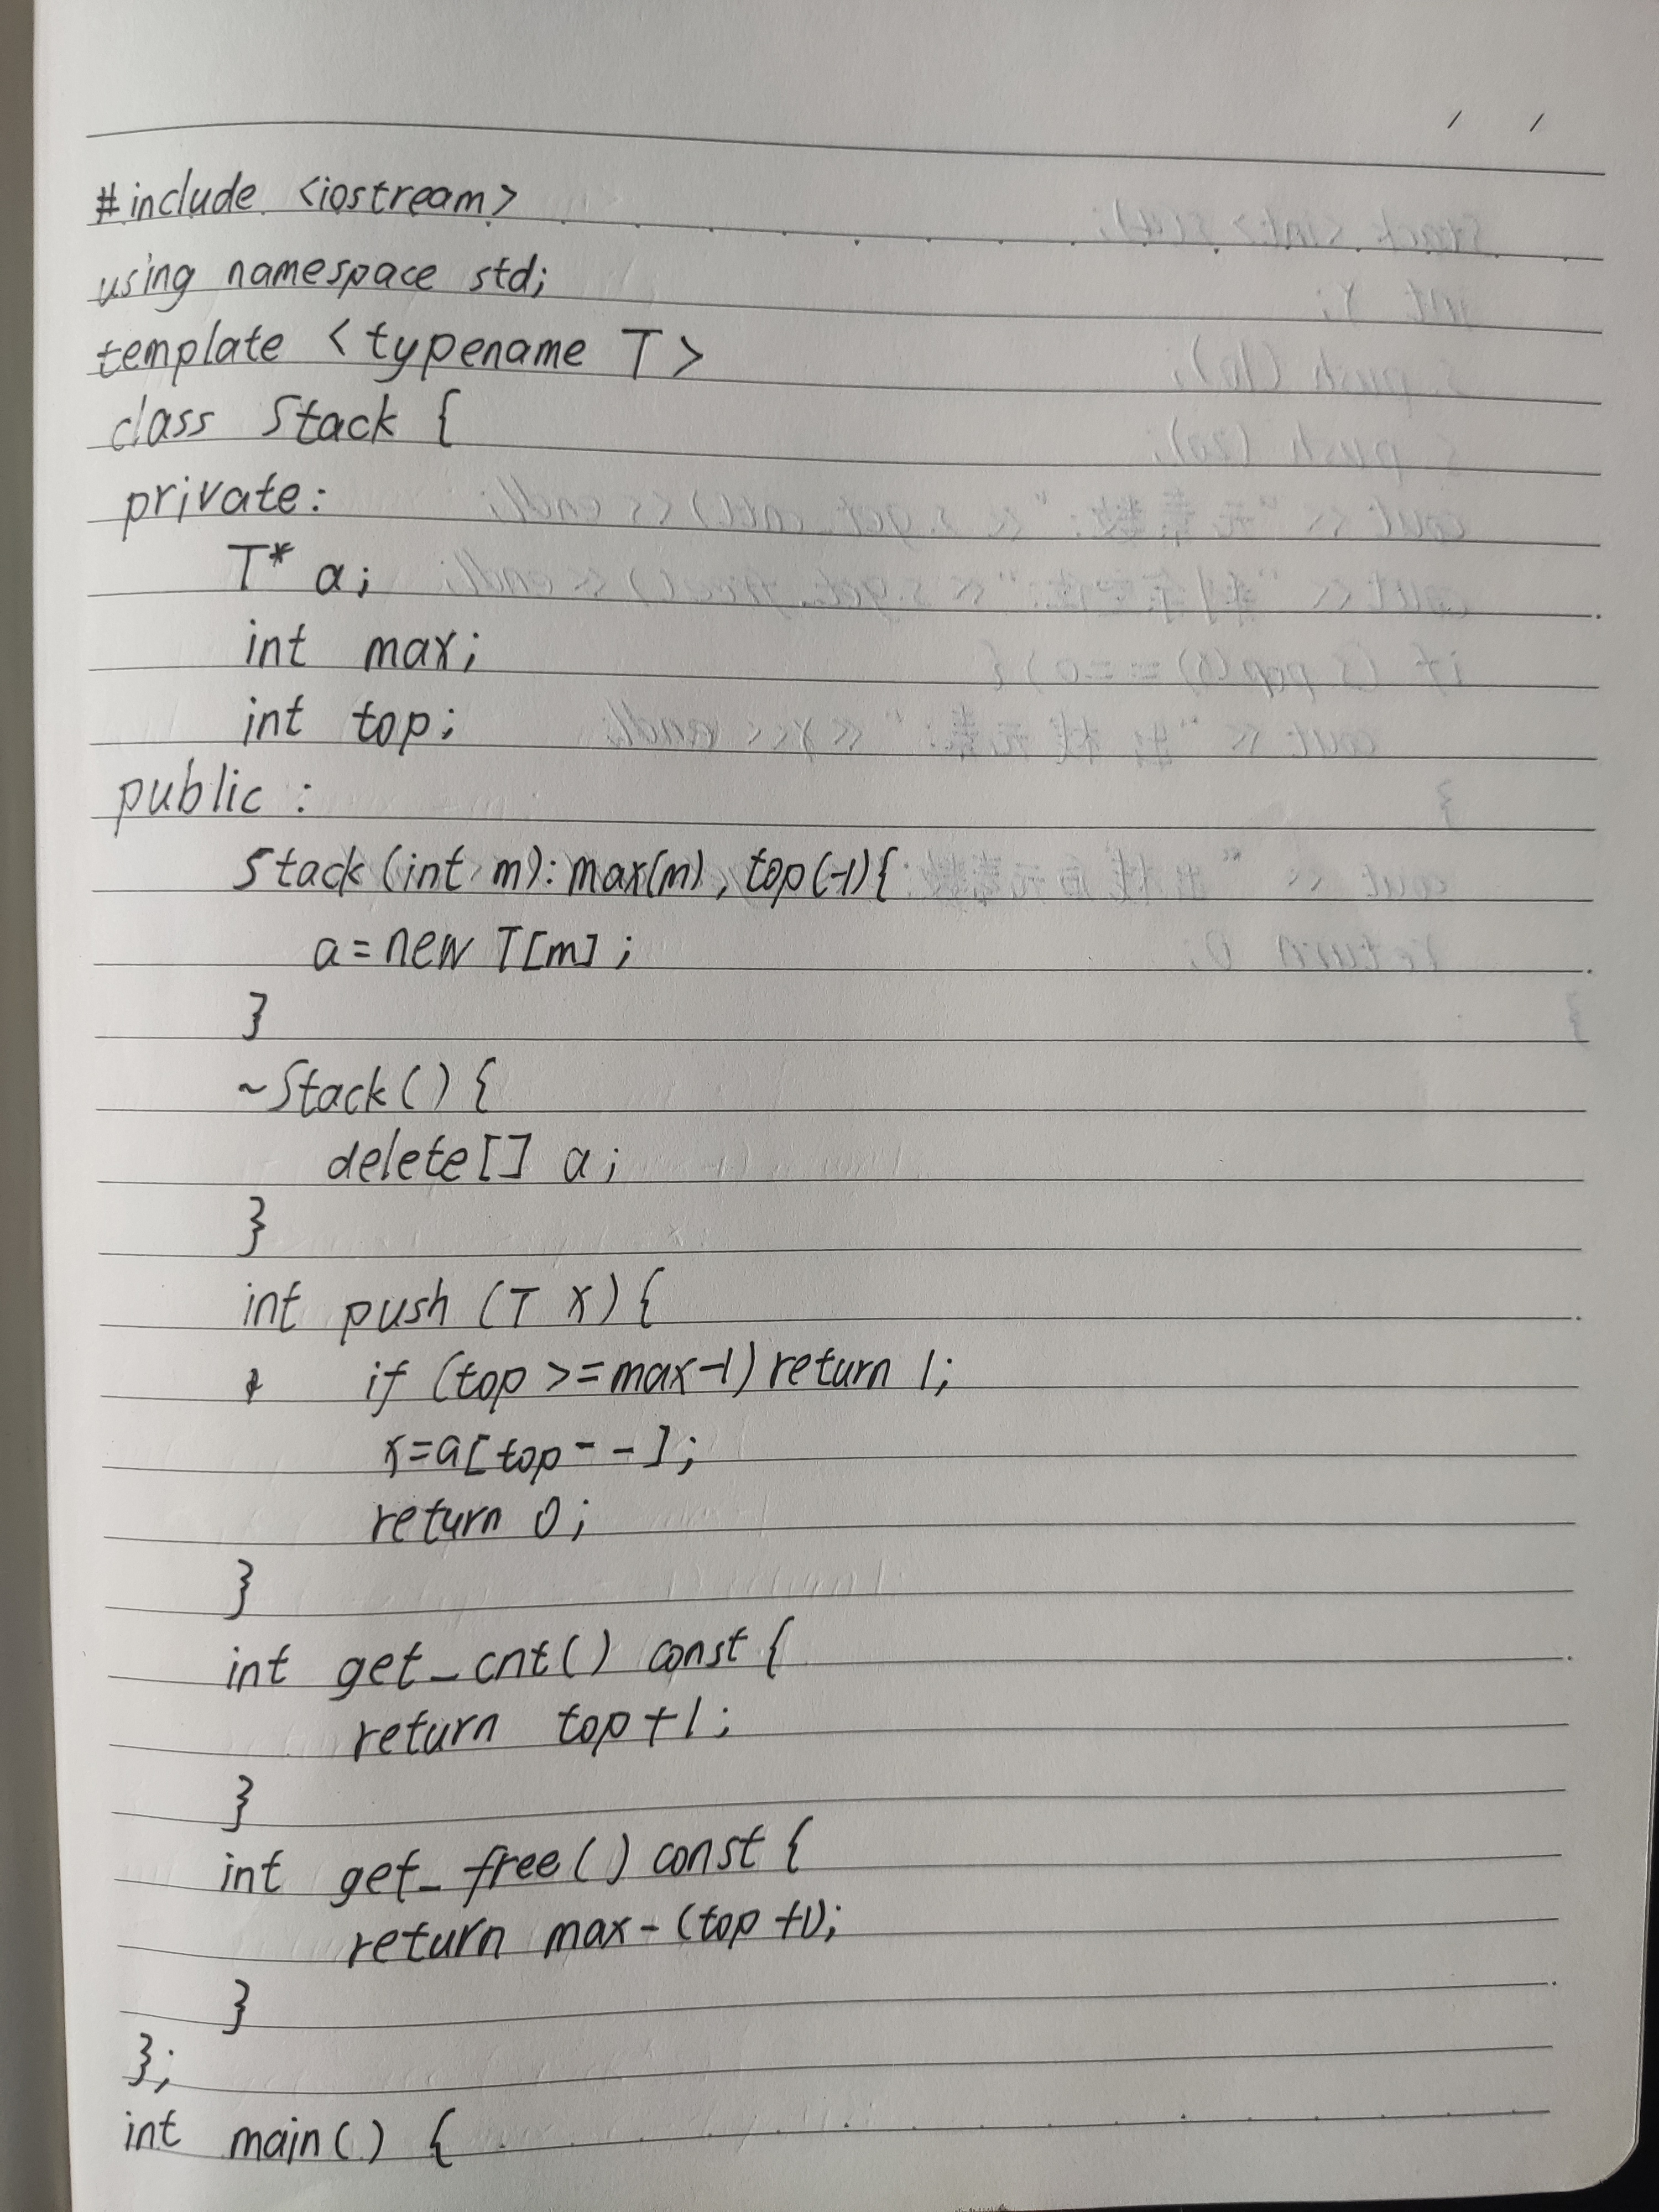 #include <iostream>
using namespace std;
template <typename T>
class Stack {
private:
T* a;
int max;
int top;
public :
Stack(int m): max(m), top(-1){
a=new T[m];
}
~Stack() {
delete[] a;
}
int push (T x) {
if (top >= max-1) return 1;
x=a[top--];
return 0;
}
int get_cnt() const {
return top+1;
}
int get_free() const {
return max-(top+1);
}
};
int main() {